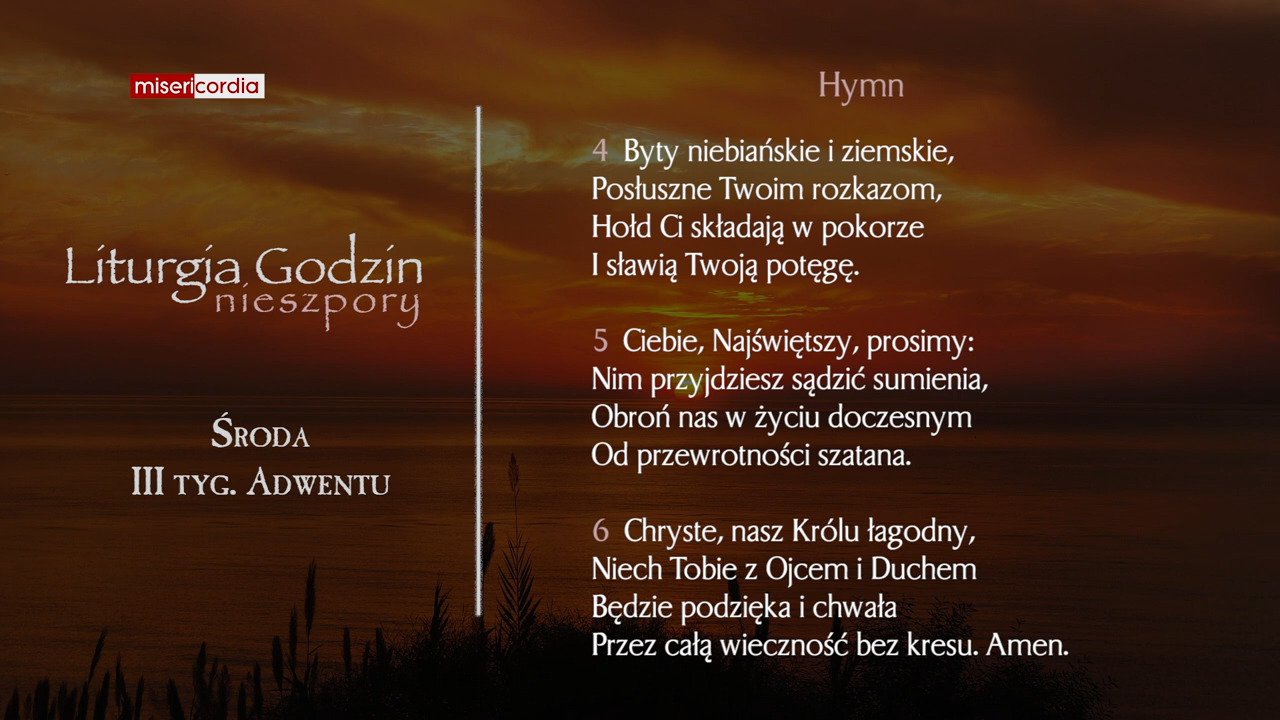 misericordia
Liturgia Godzin
nieszpory
Środa
III tyg. Adwentu
Hymn
4 Byty niebiańskie i ziemskie,
Posłuszne Twoim rozkazom,
Hołd Ci składają w pokorze
I sławią Twoją potęgę.
5 Ciebie, Najświętszy, prosimy:
Nim przyjdziesz sądzić sumienia,
Obroń nas w życiu doczesnym
Od przewrotności szatana.
6 Chryste, nasz Królu łagodny,
Niech Tobie z Ojcem i Duchem
Będzie podzięka i chwała
Przez całą wieczność bez kresu. Amen.